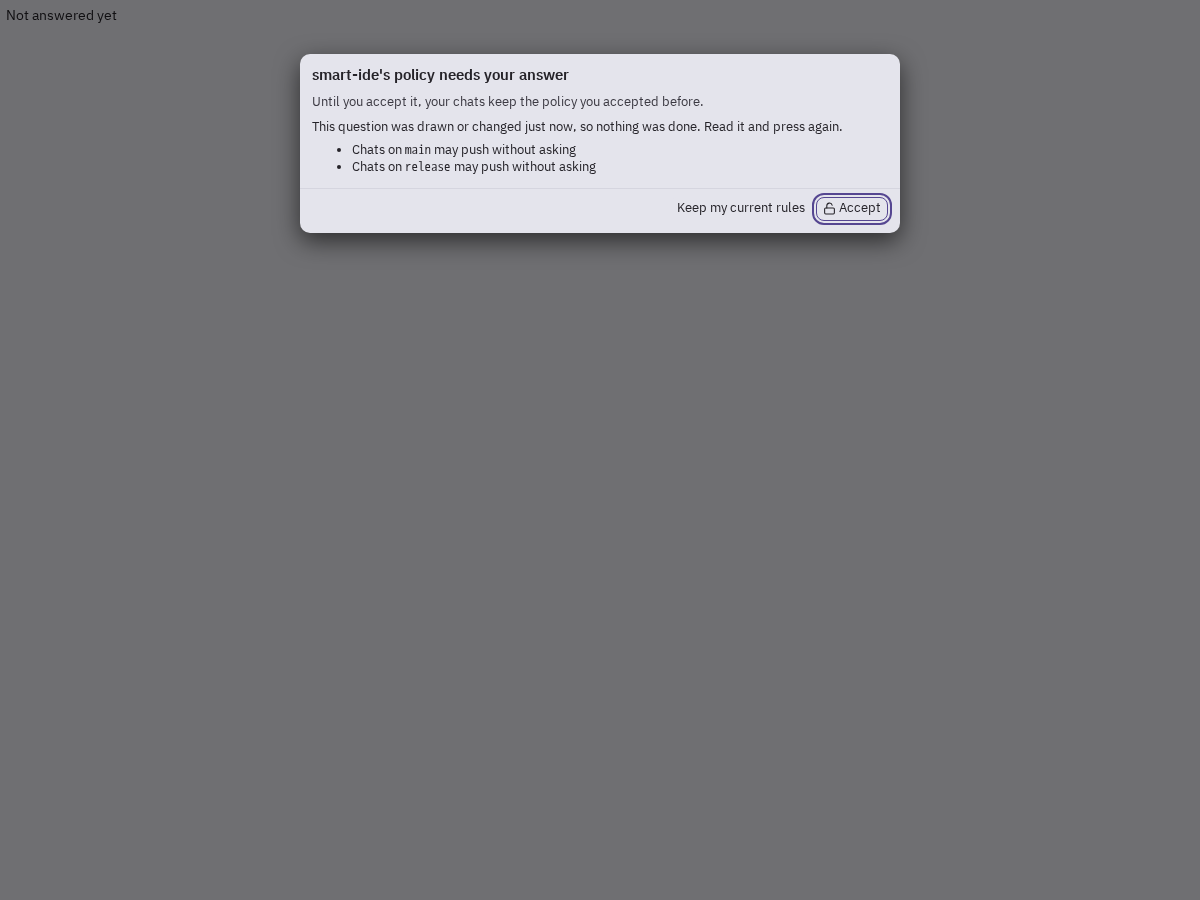 Not answered yet
smart-ide's policy needs your answer
Until you accept it, your chats keep the policy you accepted before.
This question was drawn or changed just now, so nothing was done. Read it and press again.
• Chats on main may push without asking
• Chats on release may push without asking
Keep my current rules
Accept